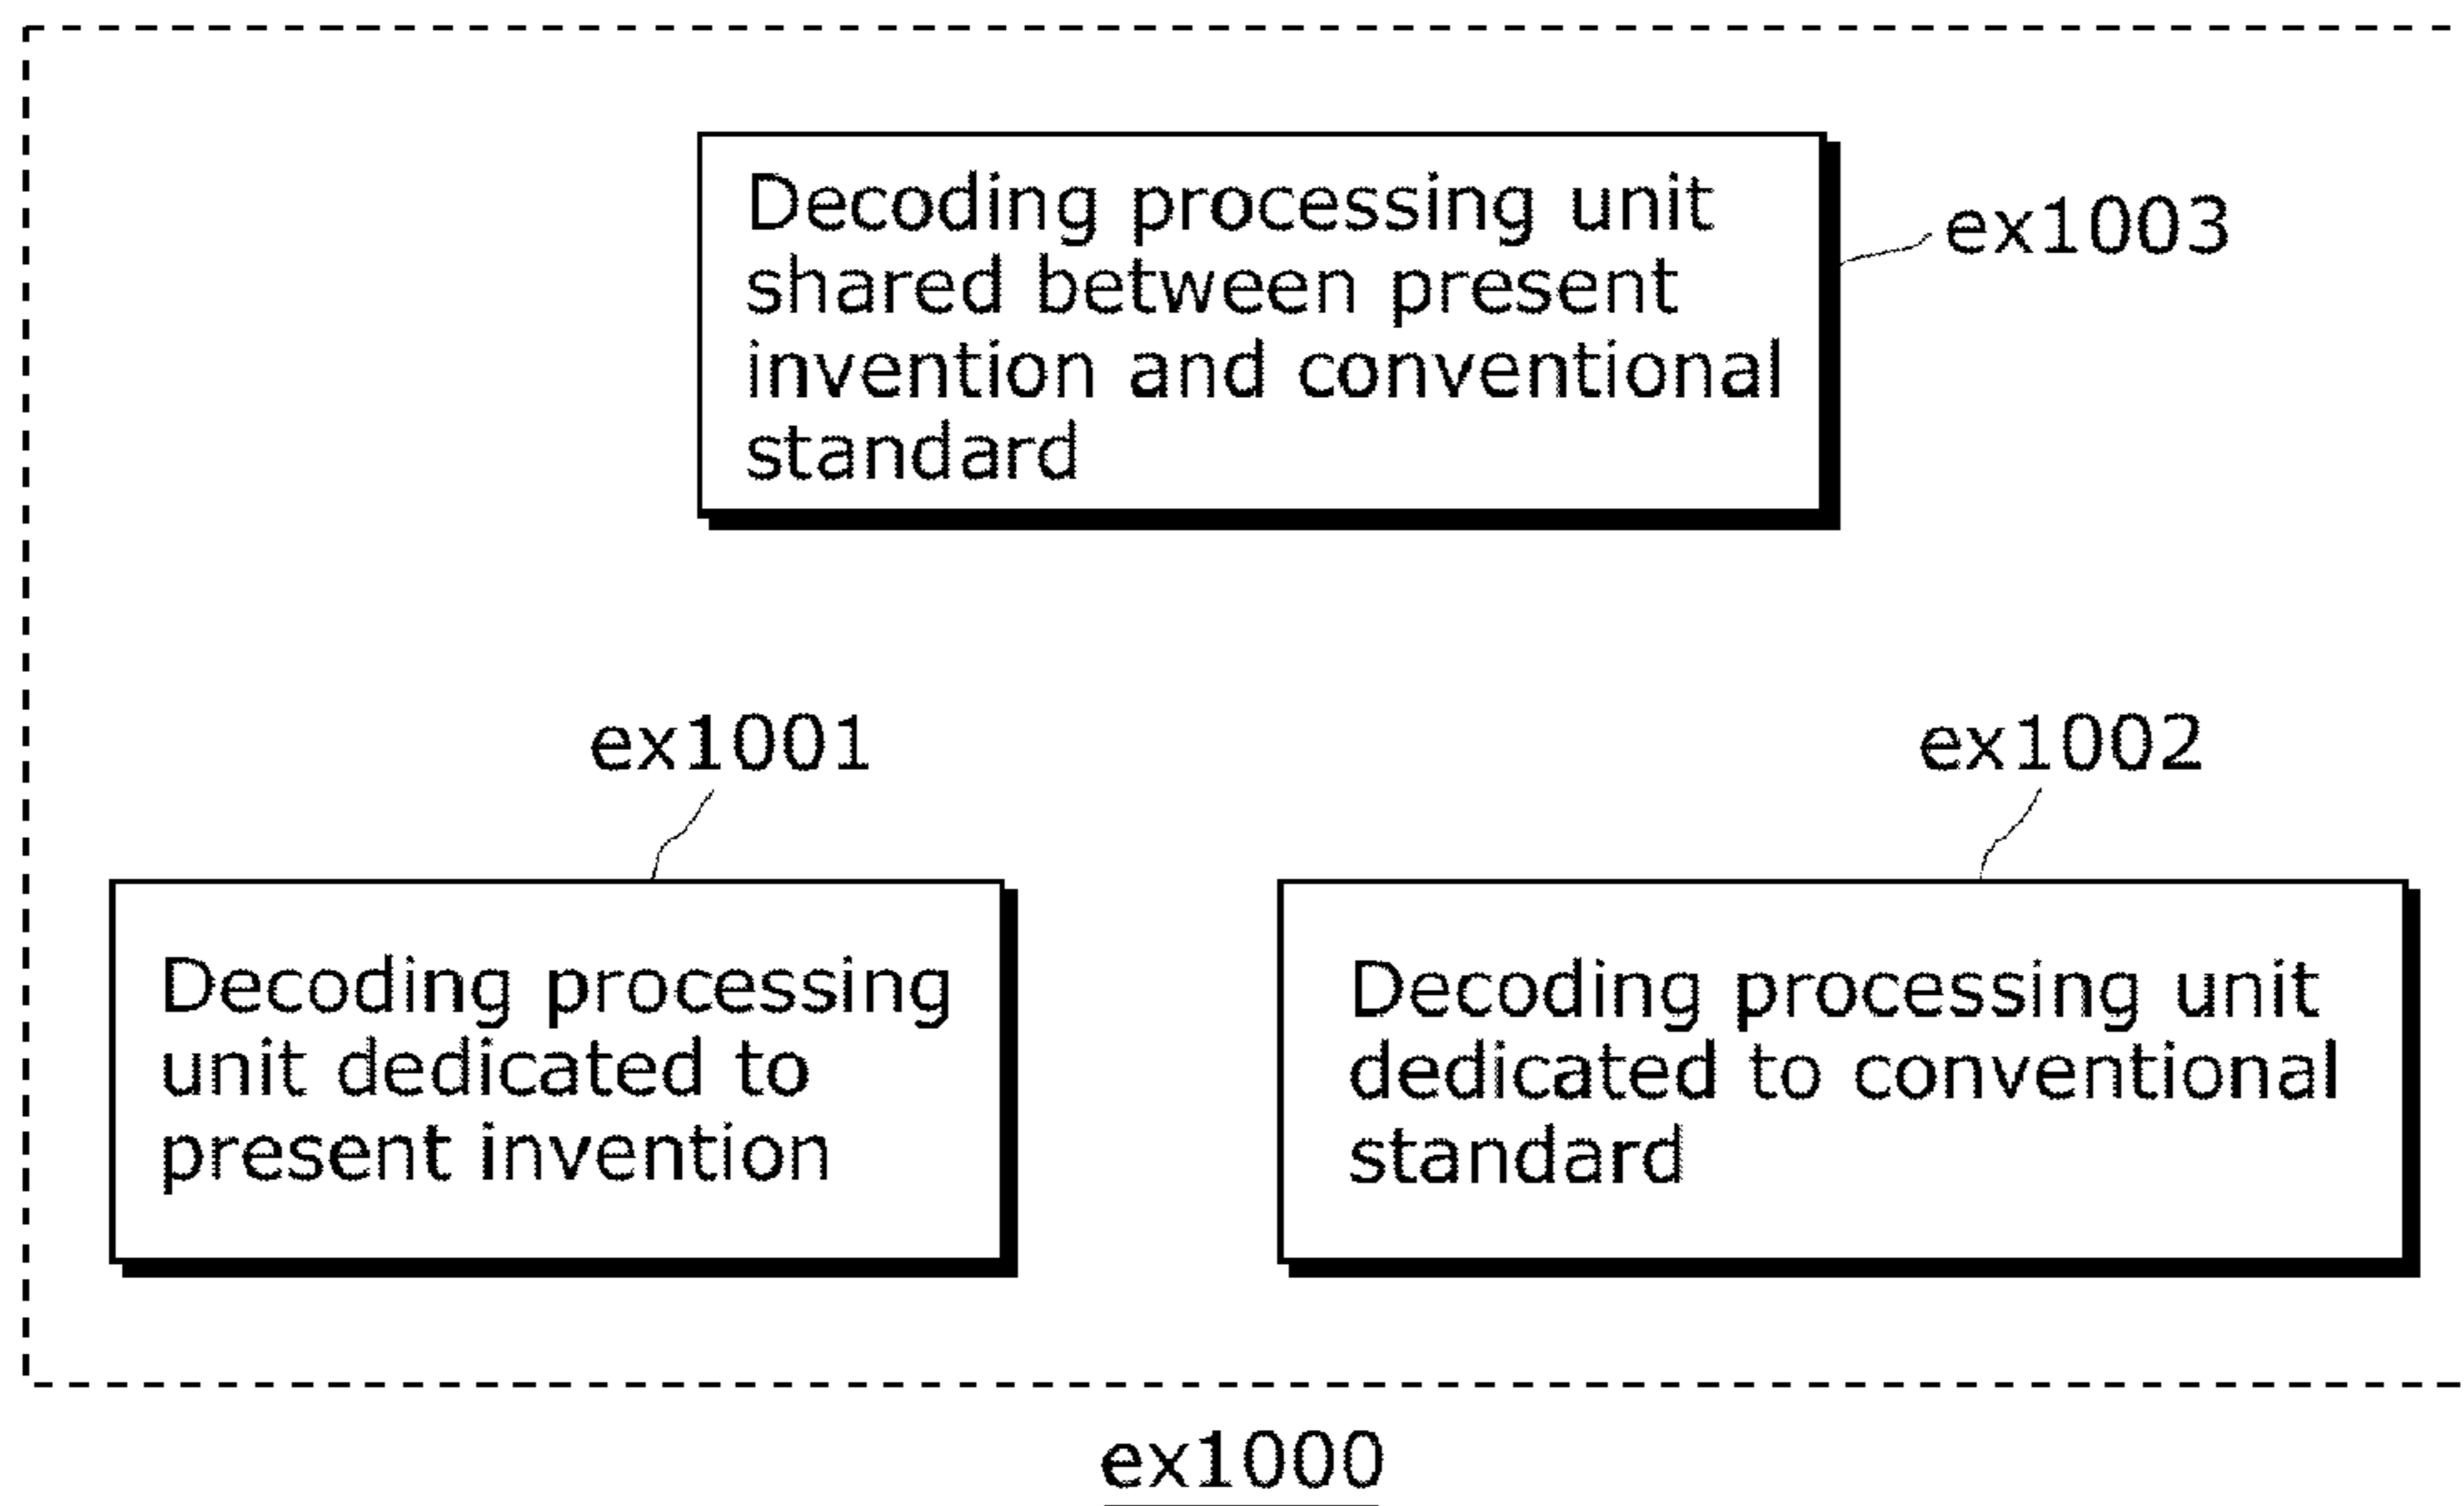 Decoding processing unit
shared between present
invention and conventional
standard
ex1003
ex1001
ex1002
Decoding processing
unit dedicated to
present invention
Decoding processing unit
dedicated to conventional
standard
ex1000